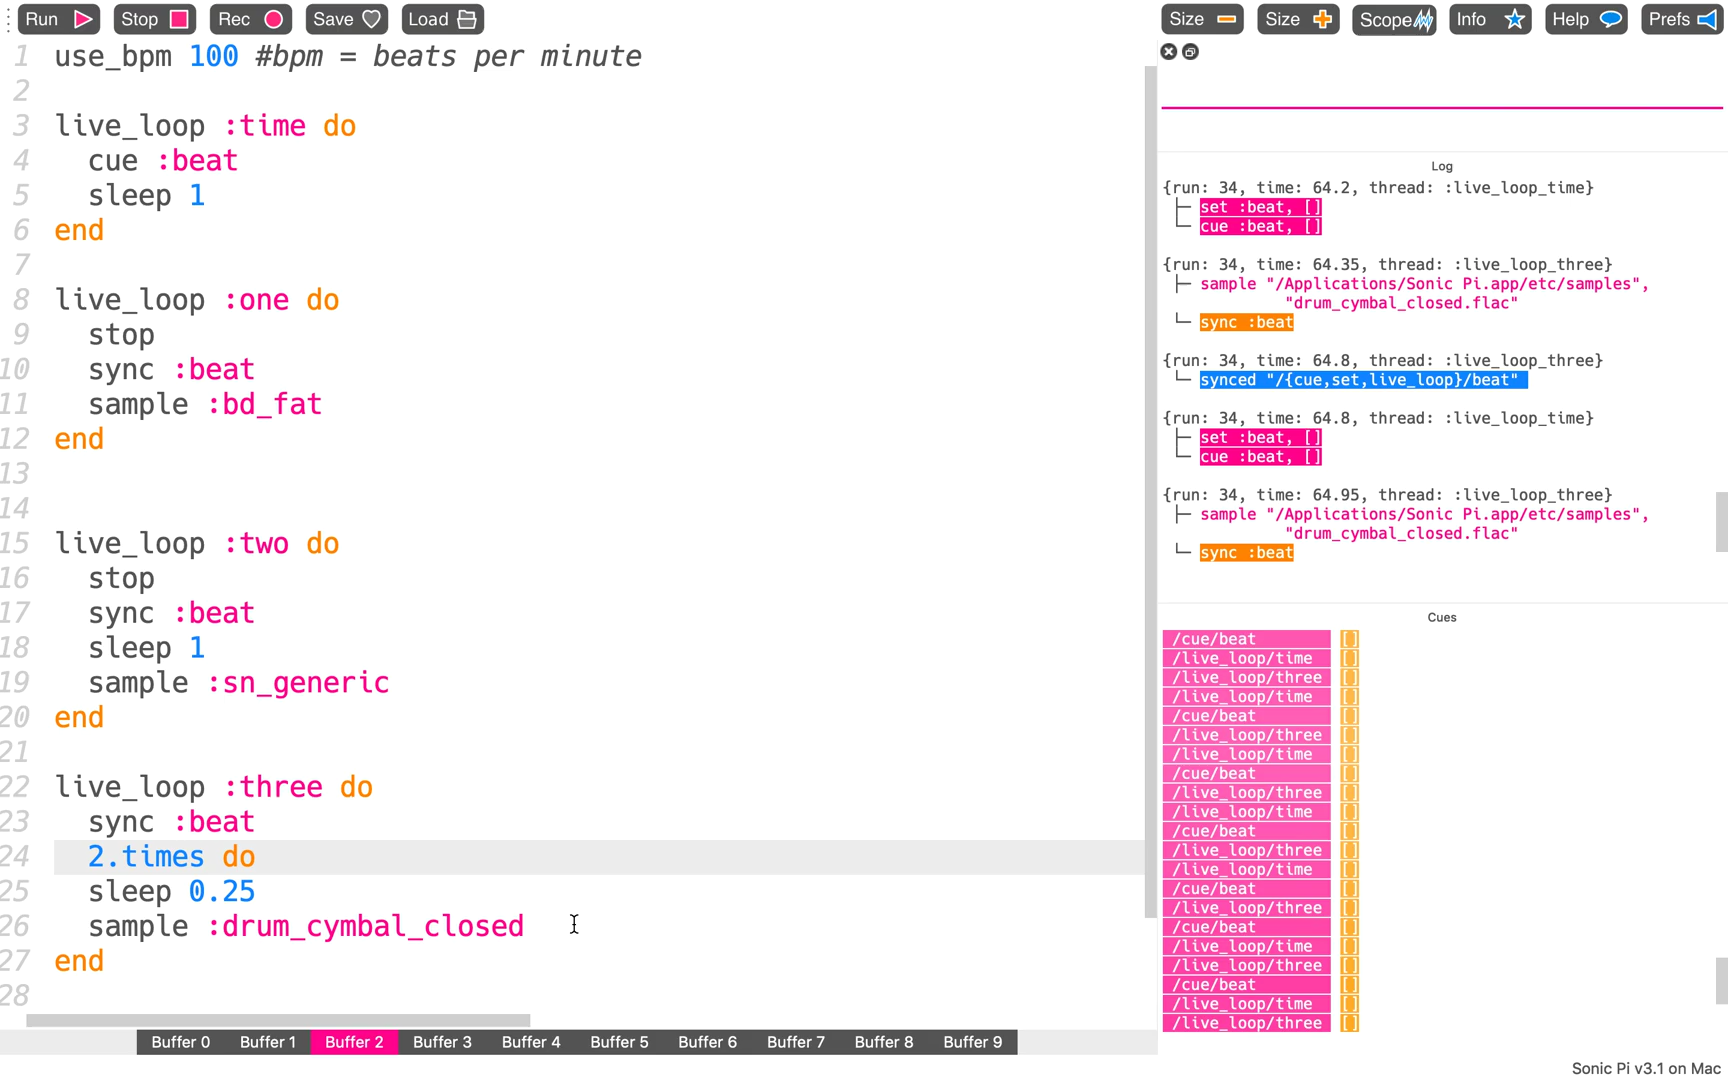 Run Stop Rec Save Load Size Size Scope Info Help Prefs
1 use_bpm 100 #bpm = beats per minute
2
3 live_loop :time do
4 cue :beat
5 sleep 1
6 end
7
8 live_loop :one do
9 stop
10 sync :beat
11 sample :bd_fat
12 end
13
14
15 live_loop :two do
16 stop
17 sync :beat
18 sleep 1
19 sample :sn_generic
20 end
21
22 live_loop :three do
23 sync :beat
24 2.times do
25 sleep 0.25
26 sample :drum_cymbal_closed
27 end
28
Buffer 0 Buffer 1 Buffer 2 Buffer 3 Buffer 4 Buffer 5 Buffer 6 Buffer 7 Buffer 8 Buffer 9
Log
{run: 34, time: 64.2, thread: :live_loop_time}
set :beat, []
cue :beat, []
{run: 34, time: 64.35, thread: :live_loop_three}
sample "/Applications/Sonic Pi.app/etc/samples",
"drum_cymbal_closed.flac"
sync :beat
{run: 34, time: 64.8, thread: :live_loop_three}
synced "/{cue,set,live_loop}/beat"
{run: 34, time: 64.8, thread: :live_loop_time}
set :beat, []
cue :beat, []
{run: 34, time: 64.95, thread: :live_loop_three}
sample "/Applications/Sonic Pi.app/etc/samples",
"drum_cymbal_closed.flac"
sync :beat
Cues
/cue/beat []
/live_loop/time []
/live_loop/three []
/live_loop/time []
/cue/beat []
/live_loop/three []
/live_loop/time []
/cue/beat []
/live_loop/three []
/live_loop/time []
/cue/beat []
/live_loop/three []
/live_loop/time []
/cue/beat []
/live_loop/three []
/cue/beat []
/live_loop/time []
/live_loop/three []
/cue/beat []
/live_loop/time []
/live_loop/three []
Sonic Pi v3.1 on Mac